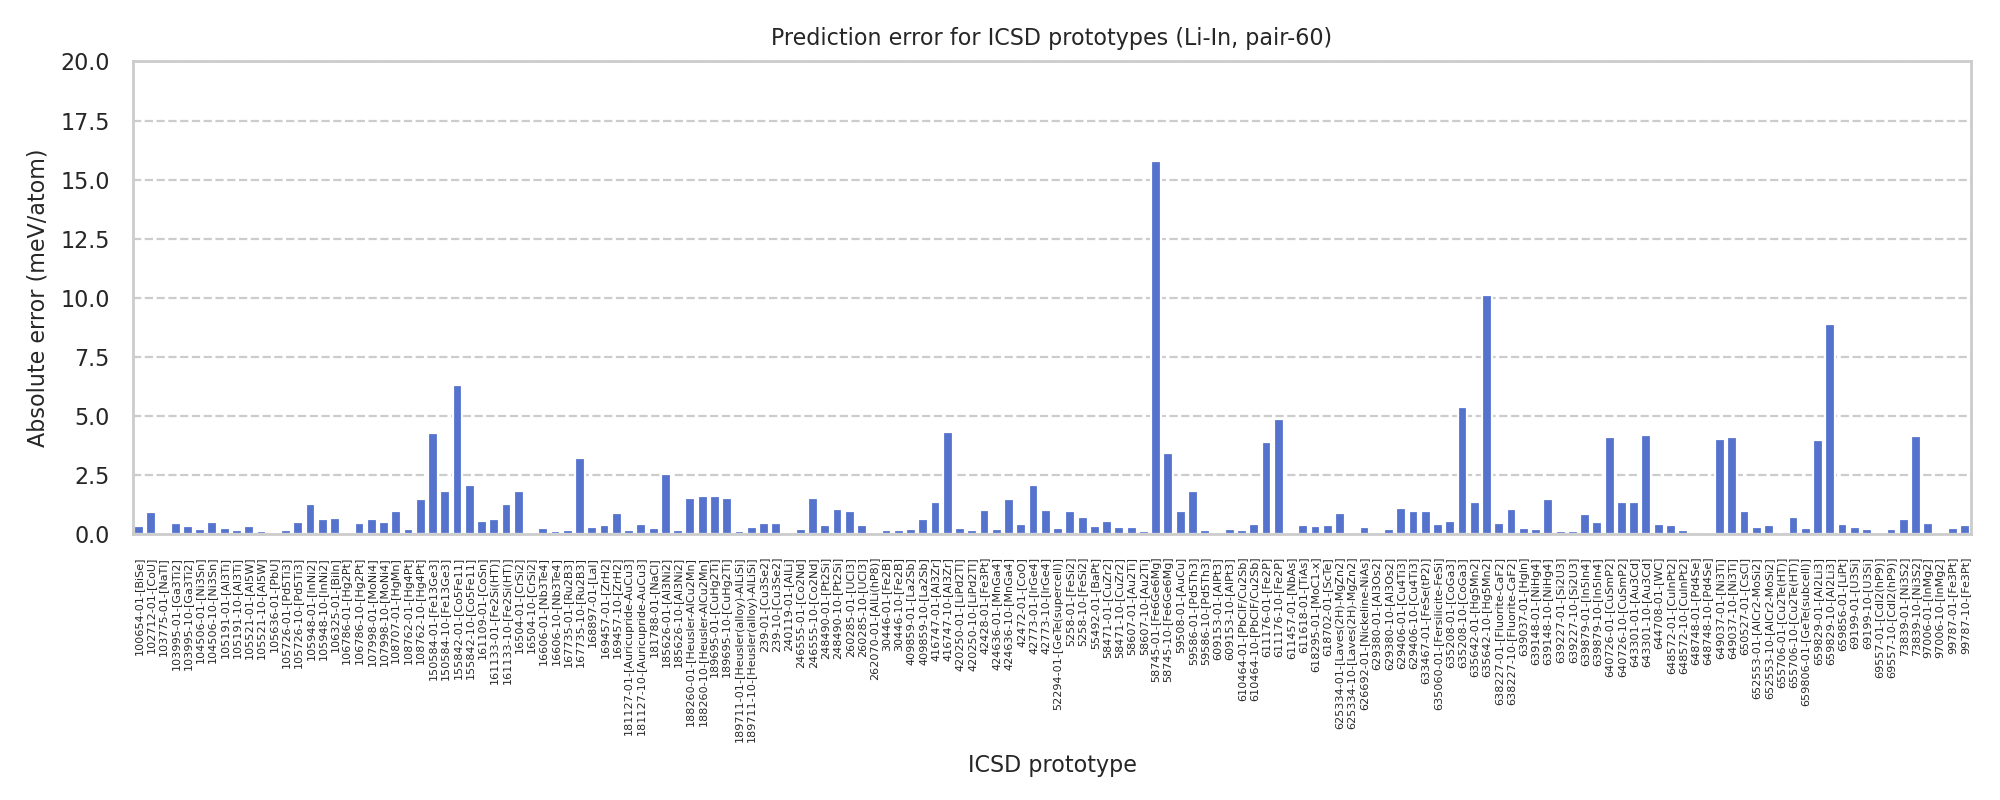 Prediction error for ICSD prototypes (Li-In, pair-60)
Absolute error (meV/atom)
20.0
17.5
15.0
12.5
10.0
7.5
5.0
2.5
0.0
100654-01-[BiSe]
102712-01-[CoU]
103775-01-[NaTl]
103995-01-[Ga3Ti2]
103995-10-[Ga3Ti2]
104506-01-[Ni3Sn]
104506-10-[Ni3Sn]
105191-01-[Al3Ti]
105191-10-[Al3Ti]
105521-01-[Al5W]
105521-10-[Al5W]
105636-01-[PbU]
105726-01-[Pd5Ti3]
105726-10-[Pd5Ti3]
105948-01-[InNi2]
105948-10-[InNi2]
106325-01-[BiIn]
106786-01-[Hg2Pt]
106786-10-[Hg2Pt]
107998-01-[MoNi4]
107998-10-[MoNi4]
108707-01-[HgMn]
108762-01-[Hg4Pt]
108762-10-[Hg4Pt]
150584-01-[Fe13Ge3]
150584-10-[Fe13Ge3]
155842-01-[Co5Fe11]
155842-10-[Co5Fe11]
161109-01-[CoSn]
161133-01-[Fe2Si(HT)]
161133-10-[Fe2Si(HT)]
16504-01-[CrSi2]
16504-10-[CrSi2]
16606-01-[Nb3Te4]
16606-10-[Nb3Te4]
167735-01-[Ru2B3]
167735-10-[Ru2B3]
168897-01-[LaI]
169457-01-[ZrH2]
169457-10-[ZrH2]
181127-01-[Auricupride-AuCu3]
181127-10-[Auricupride-AuCu3]
181788-01-[NaCl]
185626-01-[Al3Ni2]
185626-10-[Al3Ni2]
188260-01-[Heusler-AlCu2Mn]
188260-10-[Heusler-AlCu2Mn]
189695-01-[CuHg2Ti]
189695-10-[CuHg2Ti]
189711-01-[Heusler(alloy)-AlLiSi]
189711-10-[Heusler(alloy)-AlLiSi]
239-01-[Cu3Se2]
239-10-[Cu3Se2]
240119-01-[AlLi]
246555-01-[Co2Nd]
246555-10-[Co2Nd]
248490-01-[Pt2Si]
248490-10-[Pt2Si]
260285-01-[UCl3]
260285-10-[UCl3]
262070-01-[AlLi(hP8)]
30446-01-[Fe2B]
30446-10-[Fe2B]
409859-01-[La2Sb]
409859-10-[La2Sb]
416747-01-[Al3Zr]
416747-10-[Al3Zr]
420250-01-[LiPd2Tl]
420250-10-[LiPd2Tl]
42428-01-[Fe3Pt]
424636-01-[MnGa4]
424636-10-[MnGa4]
42472-01-[CoO]
42773-01-[IrGe4]
42773-10-[IrGe4]
52294-01-[GeTe(supercell)]
5258-01-[FeSi2]
5258-10-[FeSi2]
55492-01-[BaPt]
58471-01-[CuZr2]
58471-10-[CuZr2]
58607-01-[Au2Ti]
58607-10-[Au2Ti]
58745-01-[Fe6Ge6Mg]
58745-10-[Fe6Ge6Mg]
59508-01-[AuCu]
59586-01-[Pd5Th3]
59586-10-[Pd5Th3]
609153-01-[AlPt3]
609153-10-[AlPt3]
610464-01-[PbClF/Cu2Sb]
610464-10-[PbClF/Cu2Sb]
611176-01-[Fe2P]
611176-10-[Fe2P]
611457-01-[NbAs]
611618-01-[TiAs]
618295-01-[MoC1-x]
618702-01-[ScTe]
625334-01-[Laves(2H)-MgZn2]
625334-10-[Laves(2H)-MgZn2]
626692-01-[Nickeline-NiAs]
629380-01-[Al3Os2]
629380-10-[Al3Os2]
629406-01-[Cu4Ti3]
629406-10-[Cu4Ti3]
633467-01-[FeSe(tP2)]
635060-01-[Fersilicite-FeSi]
635208-01-[CoGa3]
635208-10-[CoGa3]
635642-01-[Hg5Mn2]
635642-10-[Hg5Mn2]
638227-01-[Fluorite-CaF2]
638227-10-[Fluorite-CaF2]
639037-01-[HgIn]
639148-01-[NiHg4]
639148-10-[NiHg4]
639227-01-[Si2U3]
639227-10-[Si2U3]
639879-01-[In5In4]
639879-10-[In5In4]
640726-01-[CuSmP2]
640726-10-[CuSmP2]
643301-01-[Au3Cd]
643301-10-[Au3Cd]
644708-01-[WC]
648572-01-[CuInPt2]
648572-10-[CuInPt2]
648748-01-[Pd4Se]
648748-10-[Pd4Se]
649037-01-[Ni3Ti]
649037-10-[Ni3Ti]
650527-01-[CsCl]
652553-01-[AlCr2-MoSi2]
652553-10-[AlCr2-MoSi2]
655706-01-[Cu2Te(HT)]
655706-10-[Cu2Te(HT)]
659806-01-[GeTe(subcell)]
659829-01-[Al2Li3]
659829-10-[Al2Li3]
659856-01-[LiPt]
69199-01-[U3Si]
69199-10-[U3Si]
69557-01-[CdI2(hP9)]
69557-10-[CdI2(hP9)]
73839-01-[Ni3S2]
73839-10-[Ni3S2]
97006-01-[InMg2]
97006-10-[InMg2]
99787-01-[Fe3Pt]
99787-10-[Fe3Pt]
ICSD prototype